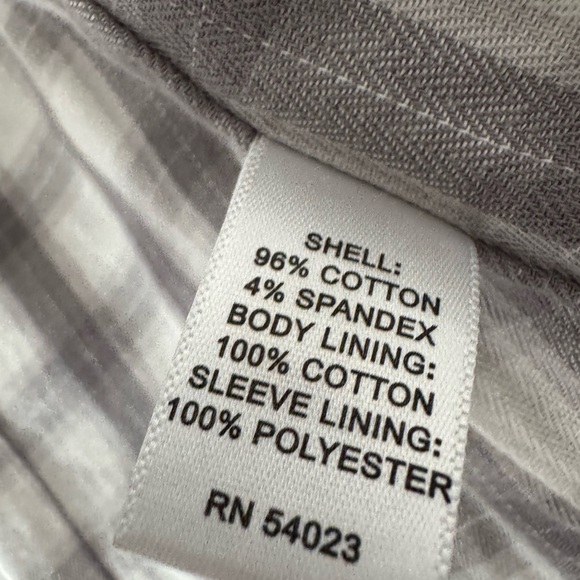 SHELL:
96% COTTON
4% SPANDEX
BODY LINING:
100% COTTON
SLEEVE LINING:
100% POLYESTER
RN 54023